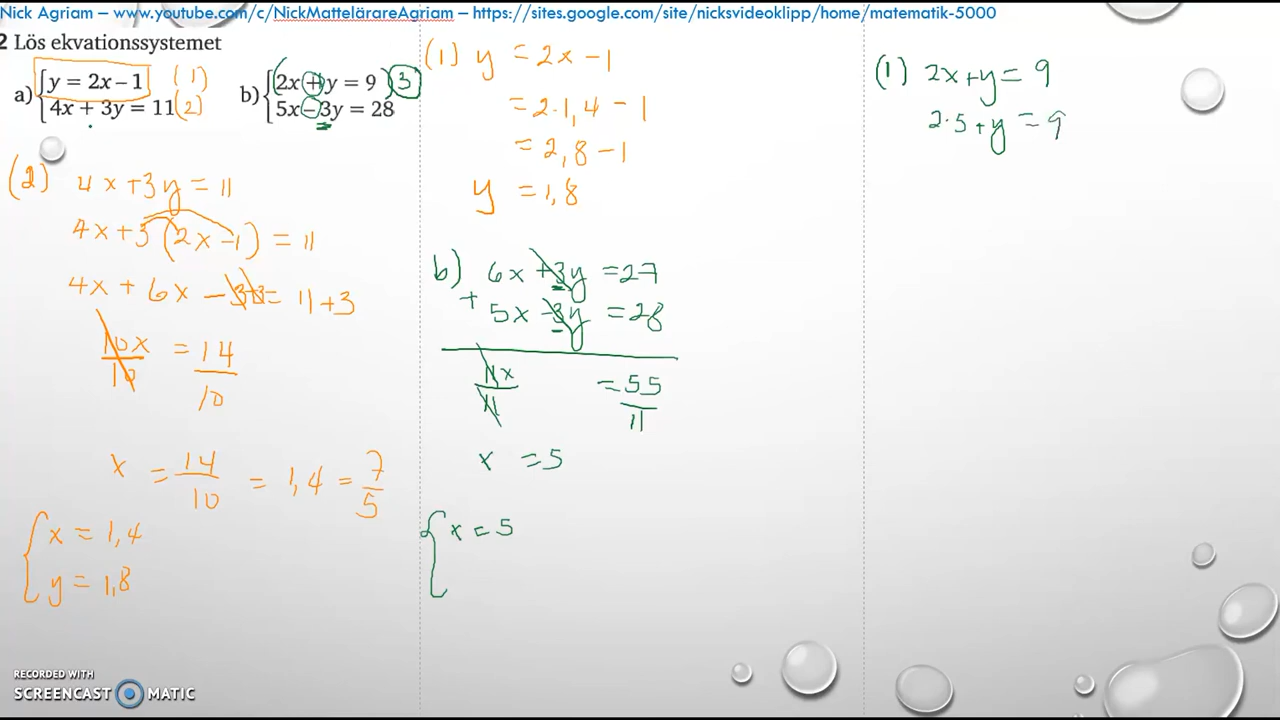 Nick Agriam – www.youtube.com/c/NickMattelärareAgriam – https://sites.google.com/site/nicksvideoklipp/home/matematik-5000
2 Lös ekvationssystemet
a) { y = 2x – 1 (1)
4x + 3y = 11 (2)
b) { (2x + y = 9) 3
5x – 3y = 28
(2) 4x + 3y = 11
4x + 3 (2x – 1) = 11
4x + 6x – 3 + 3 = 11 + 3
10x/10 = 14/10
x = 14/10 = 1,4 = 7/5
{ x = 1,4
y = 1,8
(1) y = 2x – 1
= 2·1,4 – 1
= 2,8 – 1
y = 1,8
b) 6x + 3y = 27
+ 5x – 3y = 28
11x/11 = 55/11
x = 5
{ x = 5
(1) 2x + y = 9
2·5 + y = 9
RECORDED WITH
SCREENCAST MATIC